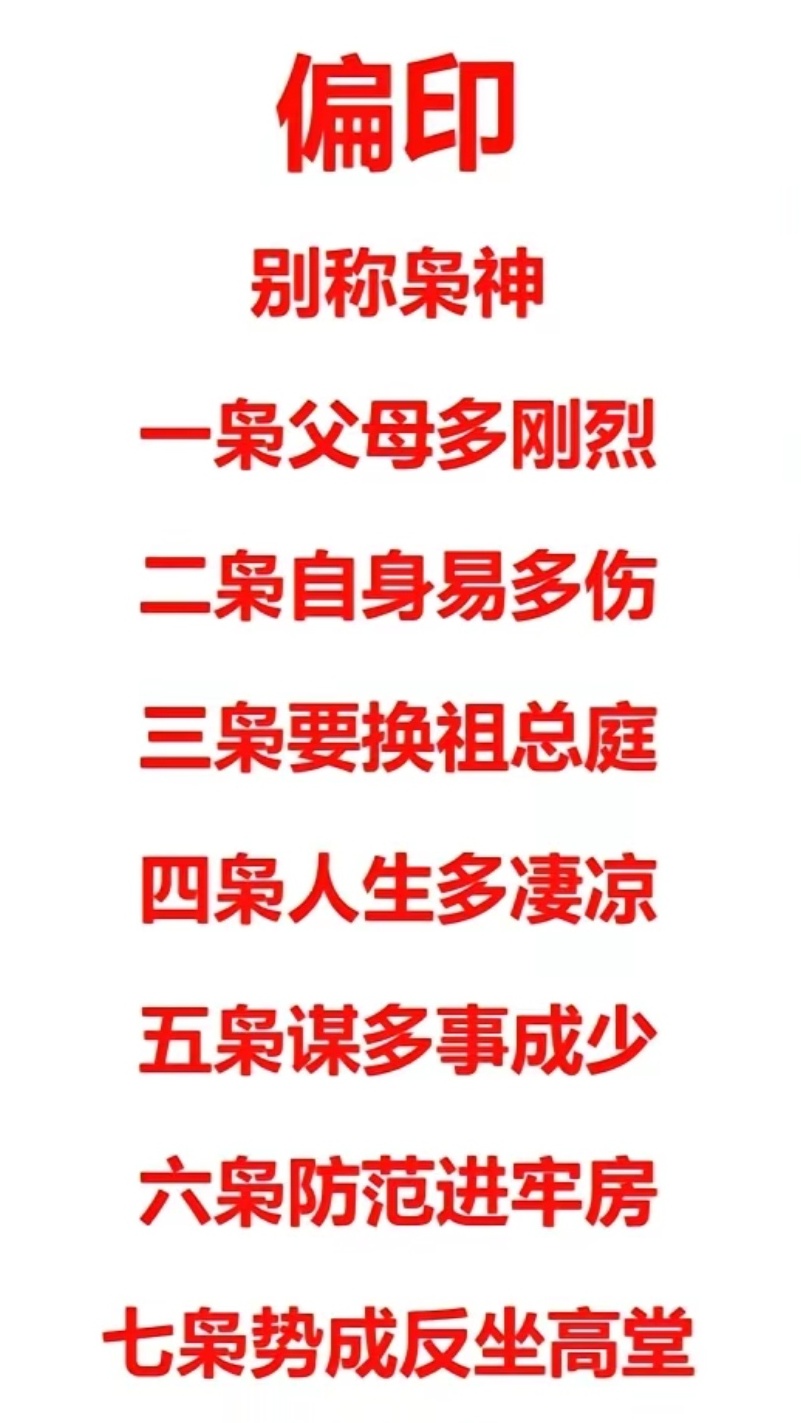 偏印
别称枭神
一枭父母多刚烈
二枭自身易多伤
三枭要换祖总庭
四枭人生多凄凉
五枭谋多事成少
六枭防范进牢房
七枭势成反坐高堂